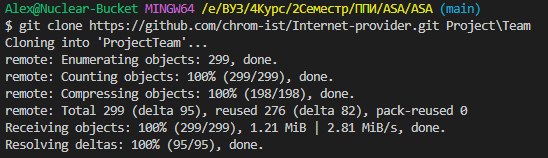 Alex@Nuclear-Bucket MINGW64 /e/ВУЗ/4Курс/2Семестр/ППИ/ASA/ASA (main)
$ git clone https://github.com/chrom-ist/Internet-provider.git Project\Team
Cloning into 'ProjectTeam'...
remote: Enumerating objects: 299, done.
remote: Counting objects: 100% (299/299), done.
remote: Compressing objects: 100% (198/198), done.
remote: Total 299 (delta 95), reused 276 (delta 82), pack-reused 0
Receiving objects: 100% (299/299), 1.21 MiB | 2.81 MiB/s, done.
Resolving deltas: 100% (95/95), done.